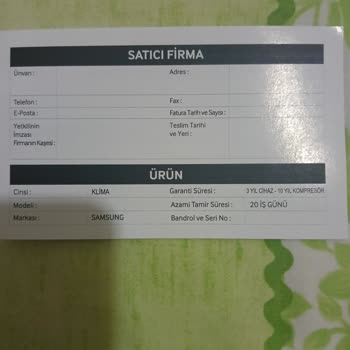 SATICI FİRMA
Ünvan : Adres :
Telefon : Fax :
E-Posta : Fatura Tarih ve Sayısı :
Yetkilinin Teslim Tarihi
İmzası ve Yeri :
Firmanın Kaşesi :
ÜRÜN
Cinsi : KLİMA Garanti Süresi : 3 YIL CİHAZ - 10 YIL KOMPRESÖR
Modeli : Azami Tamir Süresi : 20 İŞ GÜNÜ
Markası : SAMSUNG Bandrol ve Seri No :